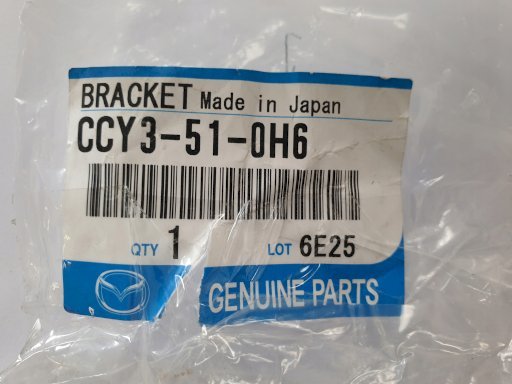 BRACKET Made in Japan
CCY3-51-0H6
QTY 1 LOT 6E25
GENUINE PARTS